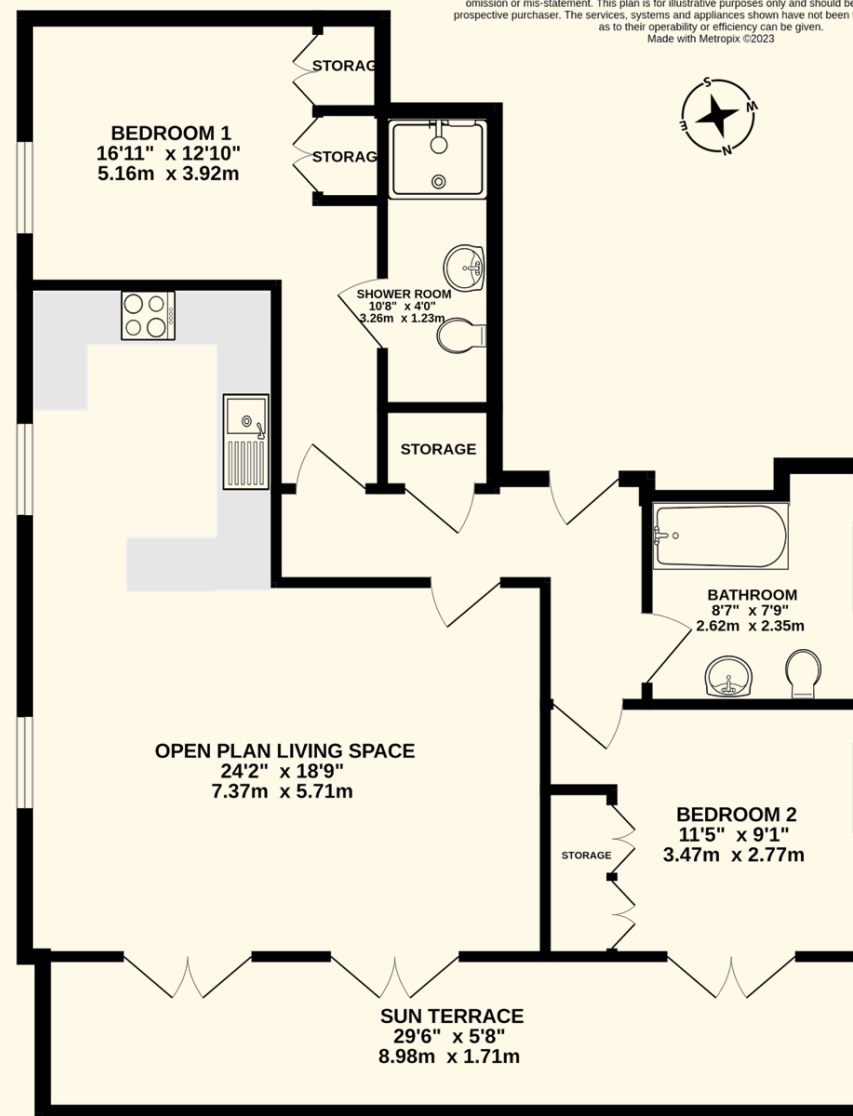 omission or mis-statement. This plan is for illustrative purposes only and should be
prospective purchaser. The services, systems and appliances shown have not been
as to their operability or efficiency can be given.
Made with Metropix ©2023
STORAG
BEDROOM 1
16'11" x 12'10"
5.16m x 3.92m
STORAG
S
W
E
N
SHOWER ROOM
10'8" x 4'0"
3.26m x 1.23m
STORAGE
BATHROOM
8'7" x 7'9"
2.62m x 2.35m
OPEN PLAN LIVING SPACE
24'2" x 18'9"
7.37m x 5.71m
BEDROOM 2
11'5" x 9'1"
3.47m x 2.77m
STORAGE
SUN TERRACE
29'6" x 5'8"
8.98m x 1.71m